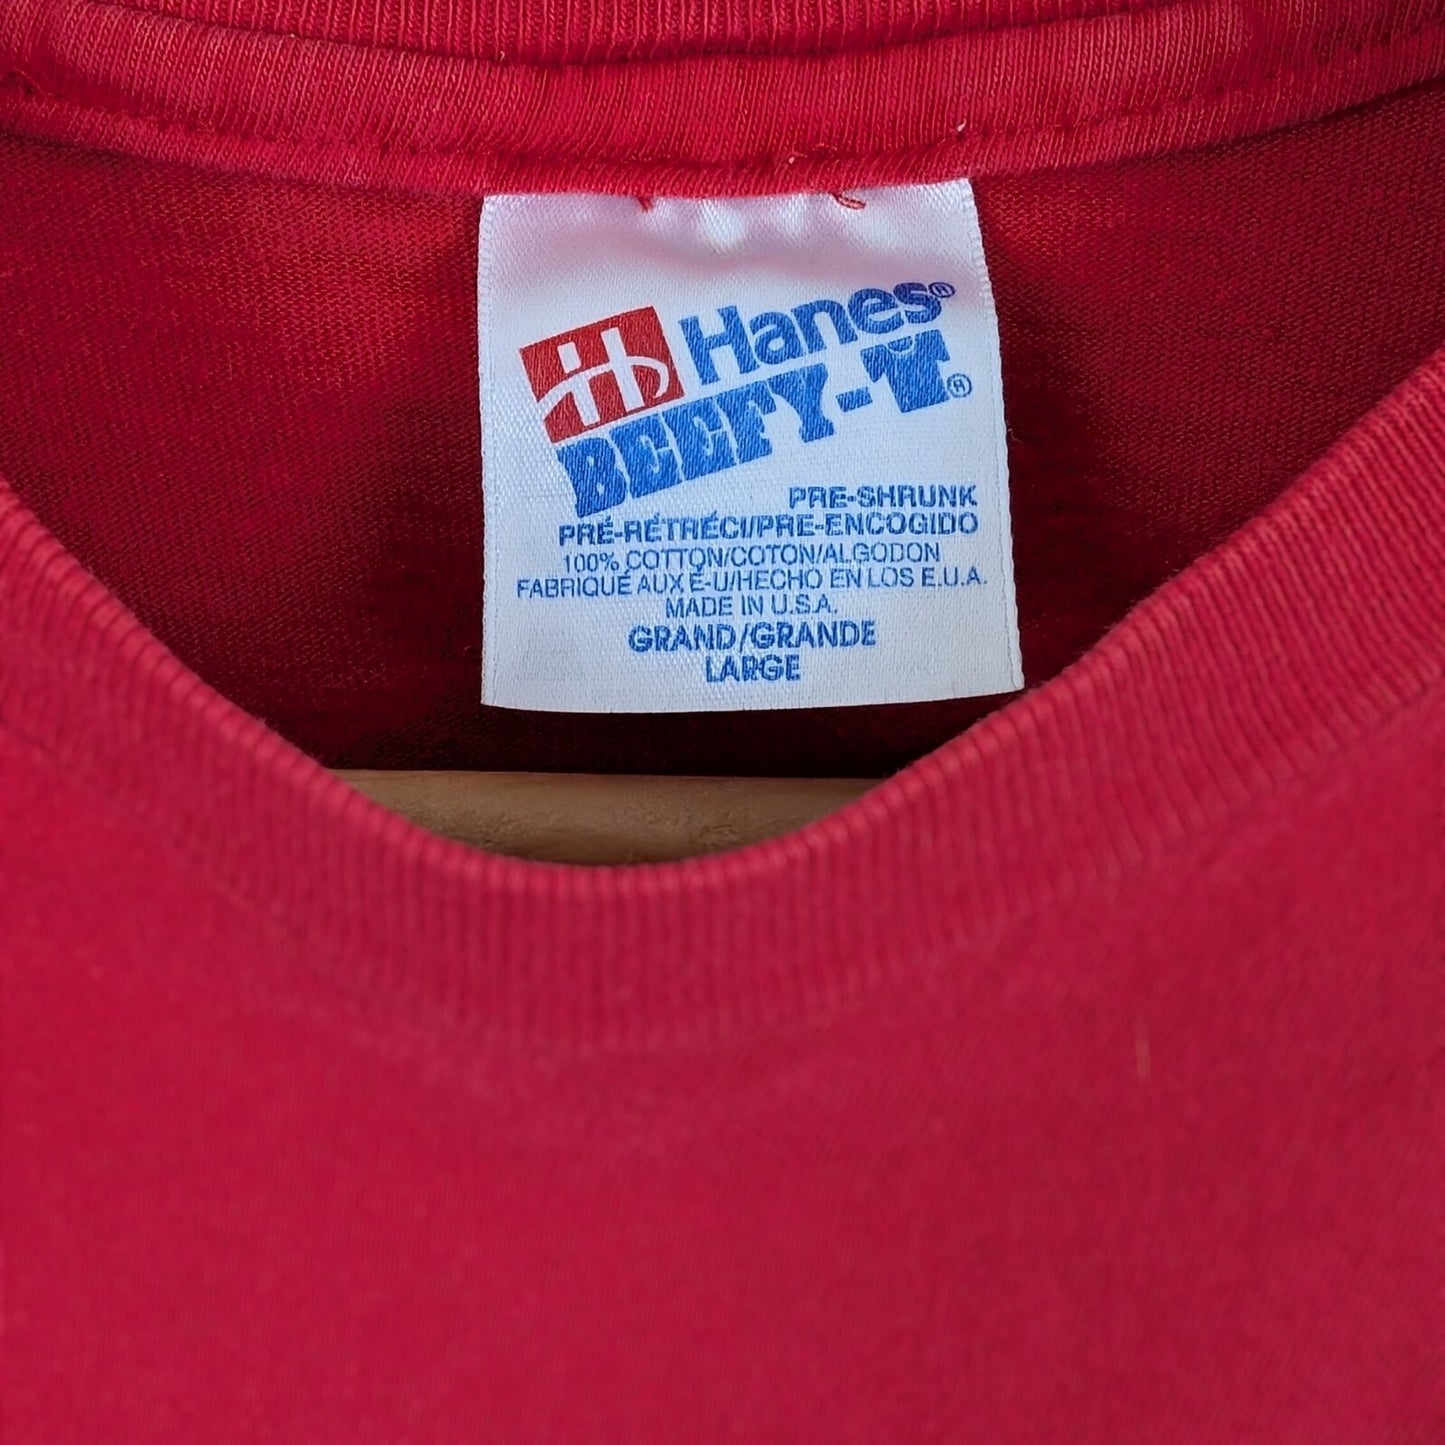 Hanes®
BEEFY-T®
PRE-SHRUNK
PRÉ-RÉTRÉCI/PRE-ENCOGIDO
100% COTTON/COTON/ALGODON
FABRIQUÉ AUX É-U/HECHO EN LOS E.U.A.
MADE IN U.S.A.
GRAND/GRANDE
LARGE